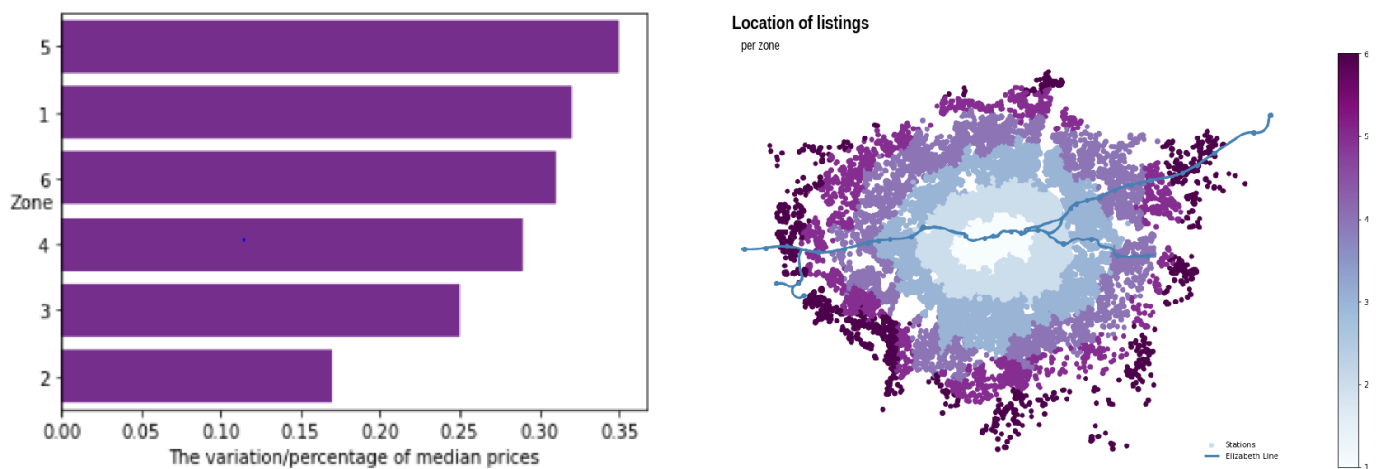 5
1
6
Zone
4
3
2
0.00 0.05 0.10 0.15 0.20 0.25 0.30 0.35
The variation/percentage of median prices
Location of listings
per zone
6
5
4
3
2
1
Stations
Elizabeth Line